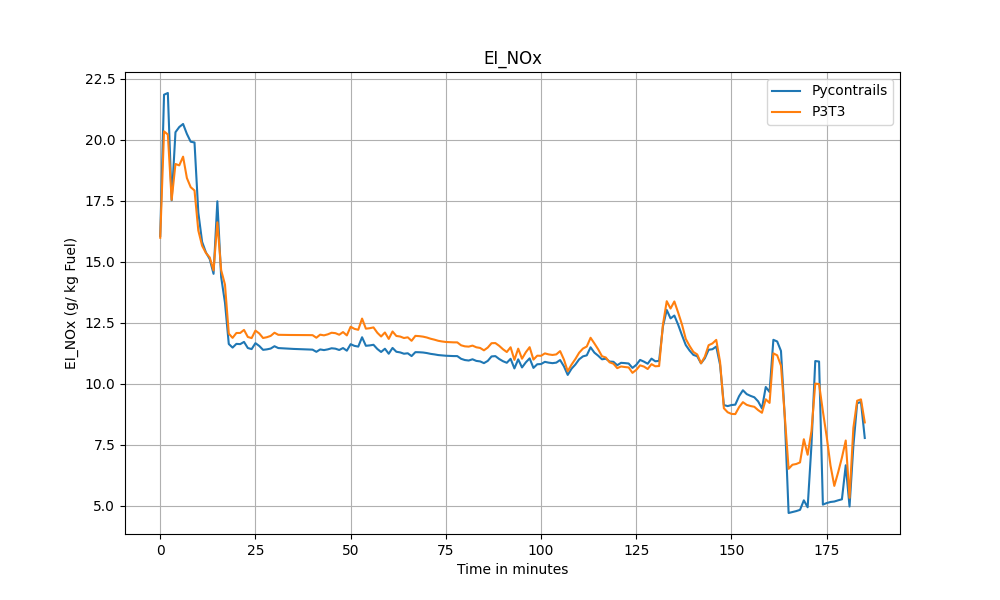 EI_NOx
Pycontrails
P3T3
EI_NOx (g/ kg Fuel)
22.5
20.0
17.5
15.0
12.5
10.0
7.5
5.0
0 25 50 75 100 125 150 175
Time in minutes